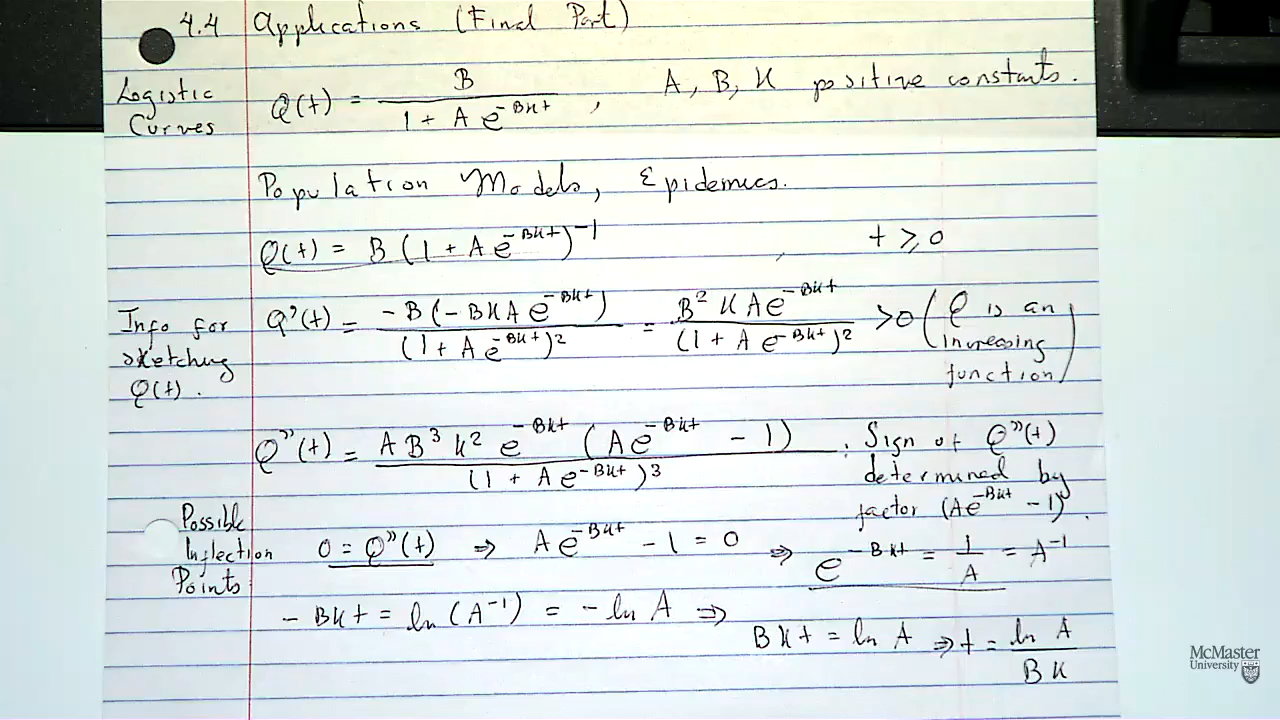 4.4 Applications (Final Part)
Logistic Curves
Q(t) = B / (1 + A e^{-Bkt}) , A, B, k positive constants.
Population Models, Epidemics.
Q(t) = B (1 + A e^{-Bkt})^{-1} t ≥ 0
Info for sketching Q(t).
Q'(t) = -B (-BkA e^{-Bkt}) / (1 + A e^{-Bkt})^2 = B^2 k A e^{-Bkt} / (1 + A e^{-Bkt})^2 > 0 (Q is an increasing function)
Q''(t) = A B^3 k^2 e^{-Bkt} (A e^{-Bkt} - 1) / (1 + A e^{-Bkt})^3 . Sign of Q''(t)
determined by
factor (Ae^{-Bkt} - 1).
Possible Inflection Points
0 = Q''(t) ⇒ A e^{-Bkt} - 1 = 0 ⇒ e^{-Bkt} = 1/A = A^{-1}
- Bkt = ln(A^{-1}) = - ln A ⇒
Bkt = ln A ⇒ t = ln A / Bk
McMaster
University